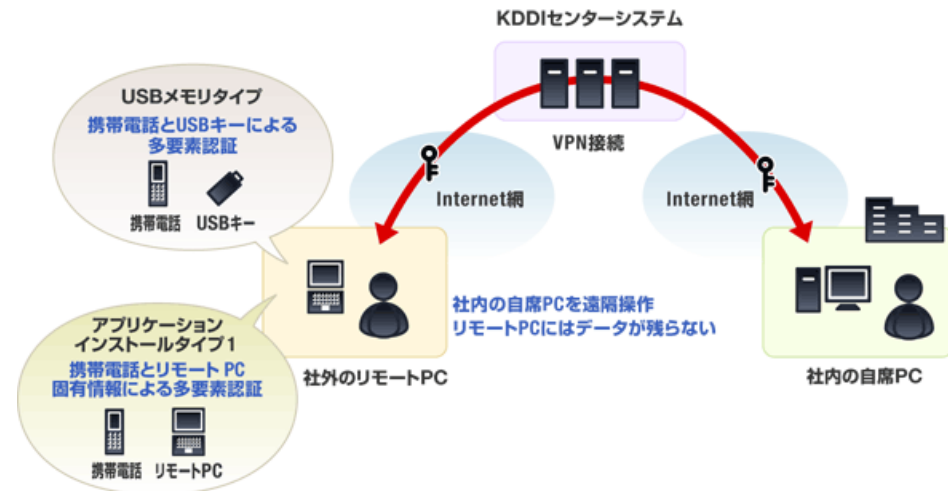 KDDIセンターシステム
VPN接続
USBメモリタイプ
携帯電話とUSBキーによる
多要素認証
携帯電話 USBキー
Internet網
Internet網
社内の自席PCを遠隔操作
リモートPCにはデータが残らない
アプリケーション
インストールタイプ1
携帯電話とリモート PC
固有情報による多要素認証
携帯電話 リモートPC
社外のリモートPC
社内の自席PC